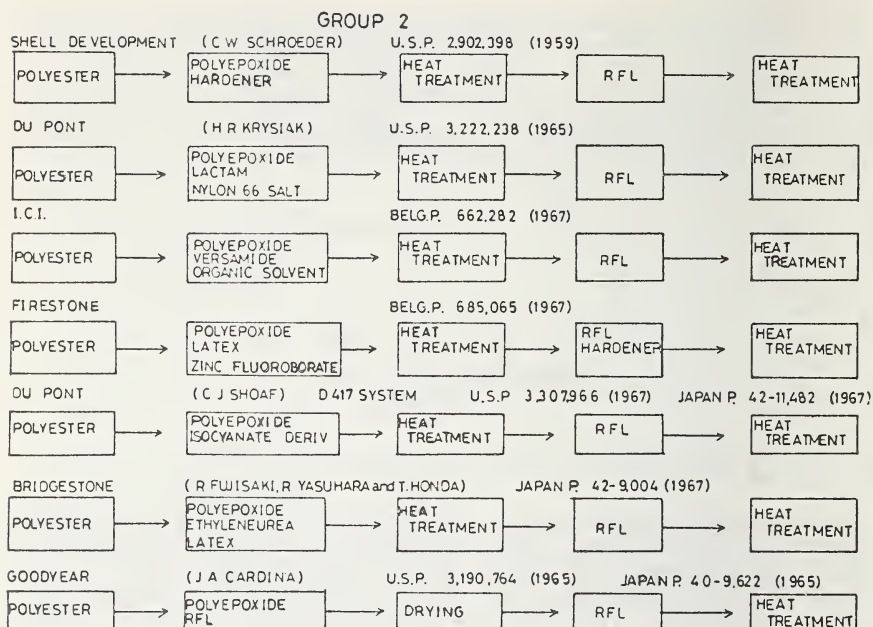 GROUP 2
SHELL DEVELOPMENT (C W SCHROEDER) U.S.P. 2,902,398 (1959)
POLYESTER
POLYEPOXIDE
HARDENER
HEAT
TREATMENT
RFL
HEAT
TREATMENT
DU PONT (H R KRYSIAK) U.S.P. 3,222,238 (1965)
POLYESTER
POLYEPOXIDE
LACTAM
NYLON 66 SALT
HEAT
TREATMENT
RFL
HEAT
TREATMENT
I.C.I. BELG.P. 662,282 (1967)
POLYESTER
POLYEPOXIDE
VERSAMIDE
ORGANIC SOLVENT
HEAT
TREATMENT
RFL
HEAT
TREATMENT
FIRESTONE BELG.P. 685,065 (1967)
POLYESTER
POLYEPOXIDE
LATEX
ZINC FLUOROBORATE
HEAT
TREATMENT
RFL
HARDENER
HEAT
TREATMENT
DU PONT (C J SHOAF) D417 SYSTEM U.S.P 3,307,966 (1967) JAPAN P. 42-11,482 (1967)
POLYESTER
POLYEPOXIDE
ISOCYANATE DERIV
HEAT
TREATMENT
RFL
HEAT
TREATMENT
BRIDGESTONE (R FWISAKI, R YASUHARA and T. HONDA) JAPAN P. 42-9,004 (1967)
POLYESTER
POLYEPOXIDE
ETHYLENEUREA
LATEX
HEAT
TREATMENT
RFL
HEAT
TREATMENT
GOODYEAR (J A CARDINA) U.S.P. 3,190,764 (1965) JAPAN P. 40-9,622 (1965)
POLYESTER
POLYEPOXIDE
RFL
DRYING
RFL
HEAT
TREATMENT